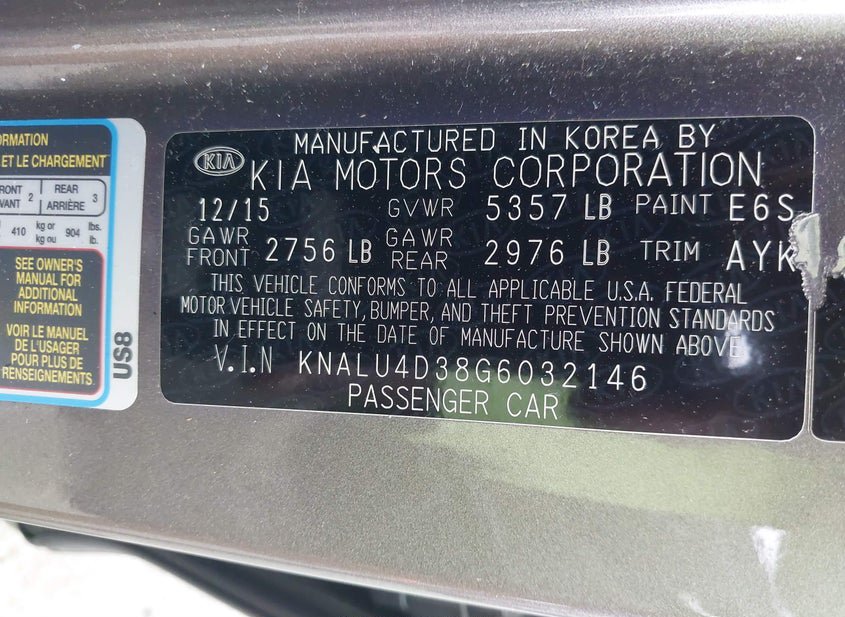 ORMATION
ET LE CHARGEMENT
FRONT 2 REAR
VANT ARRIÈRE 3
410 kg or kg ou 904 lbs. lb.
SEE OWNER'S
MANUAL FOR
ADDITIONAL
INFORMATION
VOIR LE MANUEL
DE L'USAGER
POUR PLUS DE
RENSEIGNEMENTS.
US8
MANUFACTURED IN KOREA BY
KIA KIA MOTORS CORPORATION
12/15 GVWR 5357 LB PAINT E6S
GAWR FRONT 2756 LB GAWR REAR 2976 LB TRIM AYK
THIS VEHICLE CONFORMS TO ALL APPLICABLE U.S.A. FEDERAL
MOTOR VEHICLE SAFETY, BUMPER, AND THEFT PREVENTION STANDARDS
IN EFFECT ON THE DATE OF MANUFACTURE SHOWN ABOVE
V.I.N KNALU4D38G6032146
PASSENGER CAR